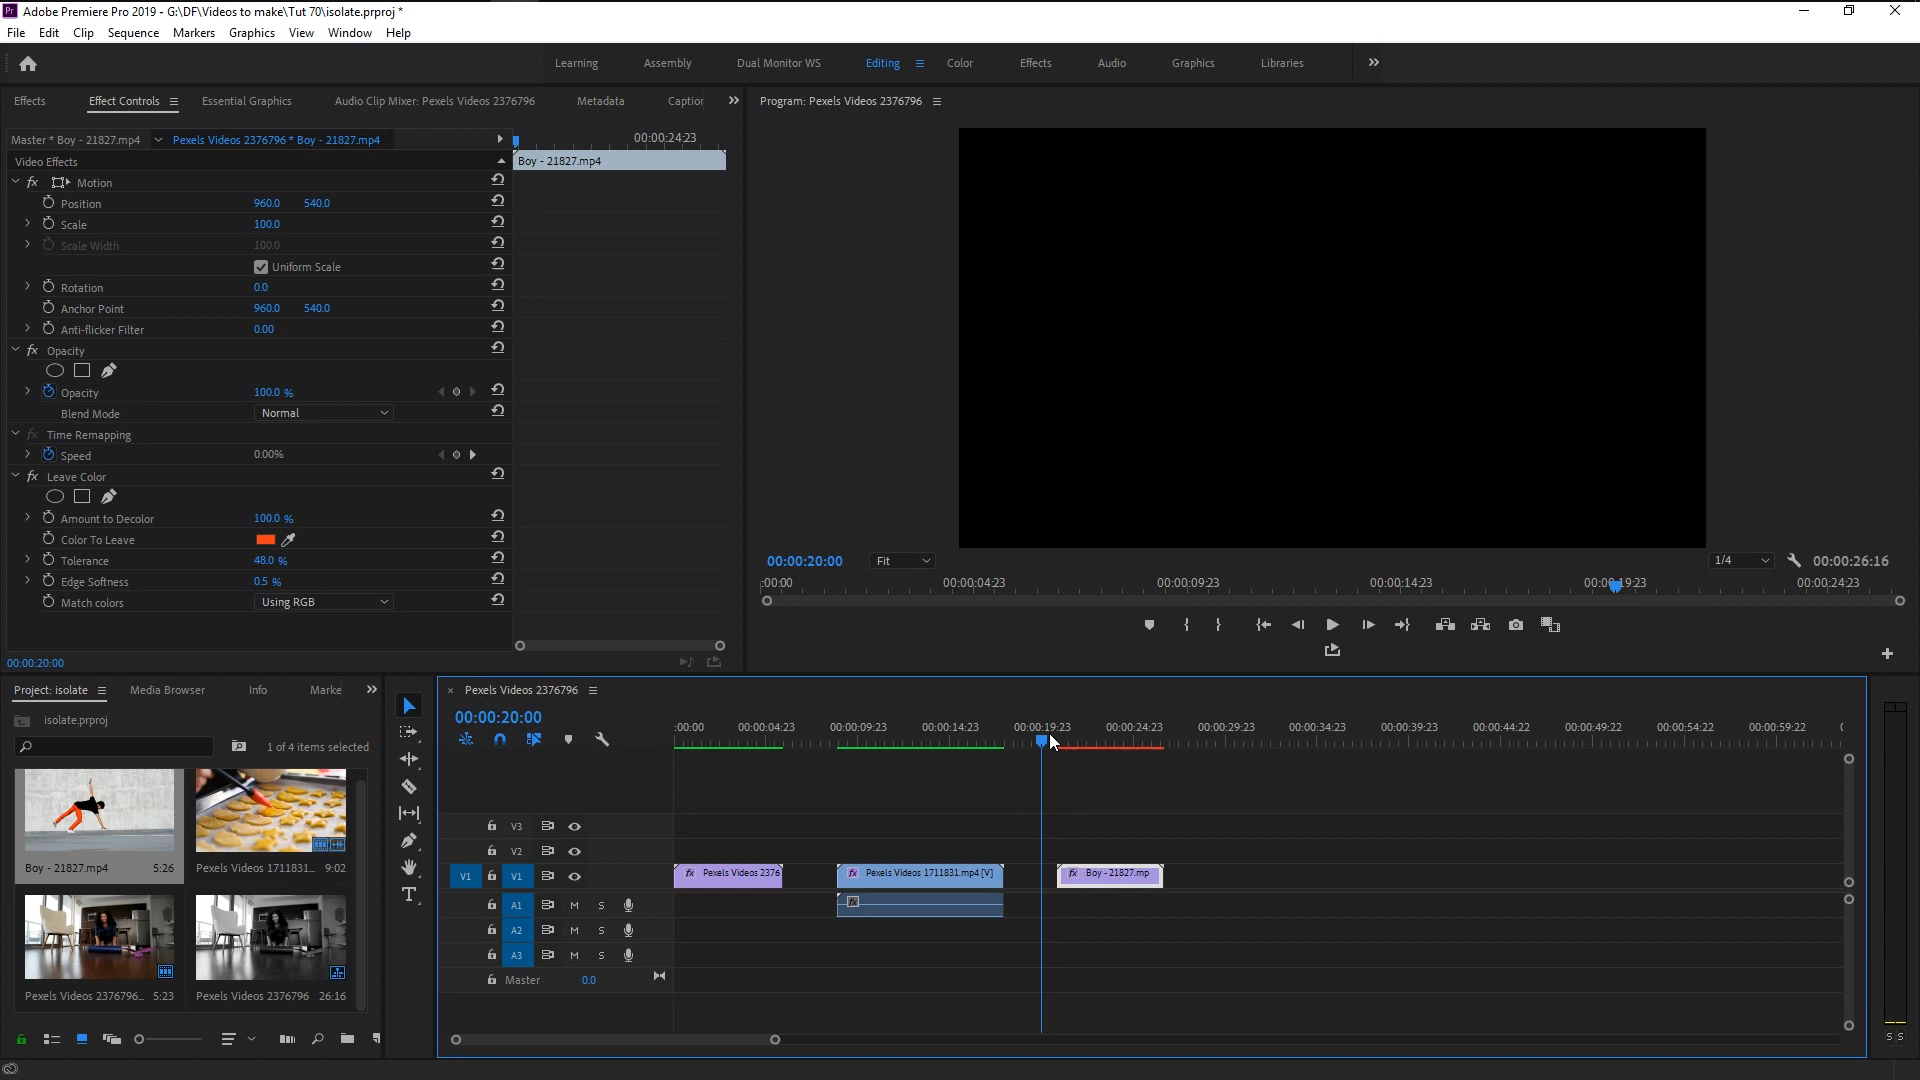 Adobe Premiere Pro 2019 - G:\DF\Videos to make\Tut 70\isolate.prproj *
File Edit Clip Sequence Markers Graphics View Window Help
Learning Assembly Dual Monitor WS Editing Color Effects Audio Graphics Libraries
Effects Effect Controls Essential Graphics Audio Clip Mixer: Pexels Videos 2376796 Metadata Caption
Program: Pexels Videos 2376796
Master * Boy - 21827.mp4 Pexels Videos 2376796 * Boy - 21827.mp4 00:00:24:23
Video Effects Boy - 21827.mp4
fx Motion
Position 960.0 540.0
Scale 100.0
Scale Width 100.0
Uniform Scale
Rotation 0.0
Anchor Point 960.0 540.0
Anti-flicker Filter 0.00
fx Opacity
Opacity 100.0 %
Blend Mode Normal
fx Time Remapping
Speed 0.00%
fx Leave Color
Amount to Decolor 100.0 %
Color To Leave
Tolerance 48.0 %
Edge Softness 0.5 %
Match colors Using RGB
00:00:20:00
00:00:20:00 Fit 1/4 00:00:26:16
:00:00 00:00:04:23 00:00:09:23 00:00:14:23 00:00:19:23 00:00:24:23
Project: isolate Media Browser Info Marke
isolate.prproj
1 of 4 items selected
Boy - 21827.mp4 5:26 Pexels Videos 1711831... 9:02
Pexels Videos 2376796... 5:23 Pexels Videos 2376796 26:16
Pexels Videos 2376796
00:00:20:00
:00:00 00:00:04:23 00:00:09:23 00:00:14:23 00:00:19:23 00:00:24:23 00:00:29:23 00:00:34:23 00:00:39:23 00:00:44:22 00:00:49:22 00:00:54:22 00:00:59:22
V3
V2
V1 V1 fx Pexels Videos 2376 fx Pexels Videos 1711831.mp4 [V] fx Boy - 21827.mp
A1 M S fx
A2 M S
A3 M S
Master 0.0
S S